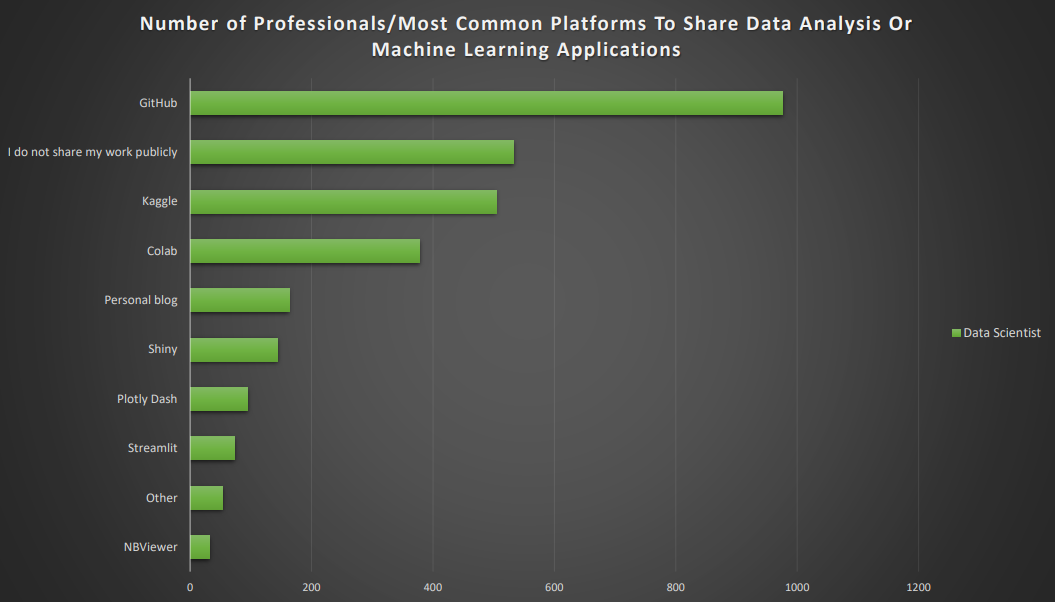 Number of Professionals/Most Common Platforms To Share Data Analysis Or
Machine Learning Applications
GitHub
I do not share my work publicly
Kaggle
Colab
Personal blog
Shiny
Plotly Dash
Streamlit
Other
NBViewer
0 200 400 600 800 1000 1200
Data Scientist